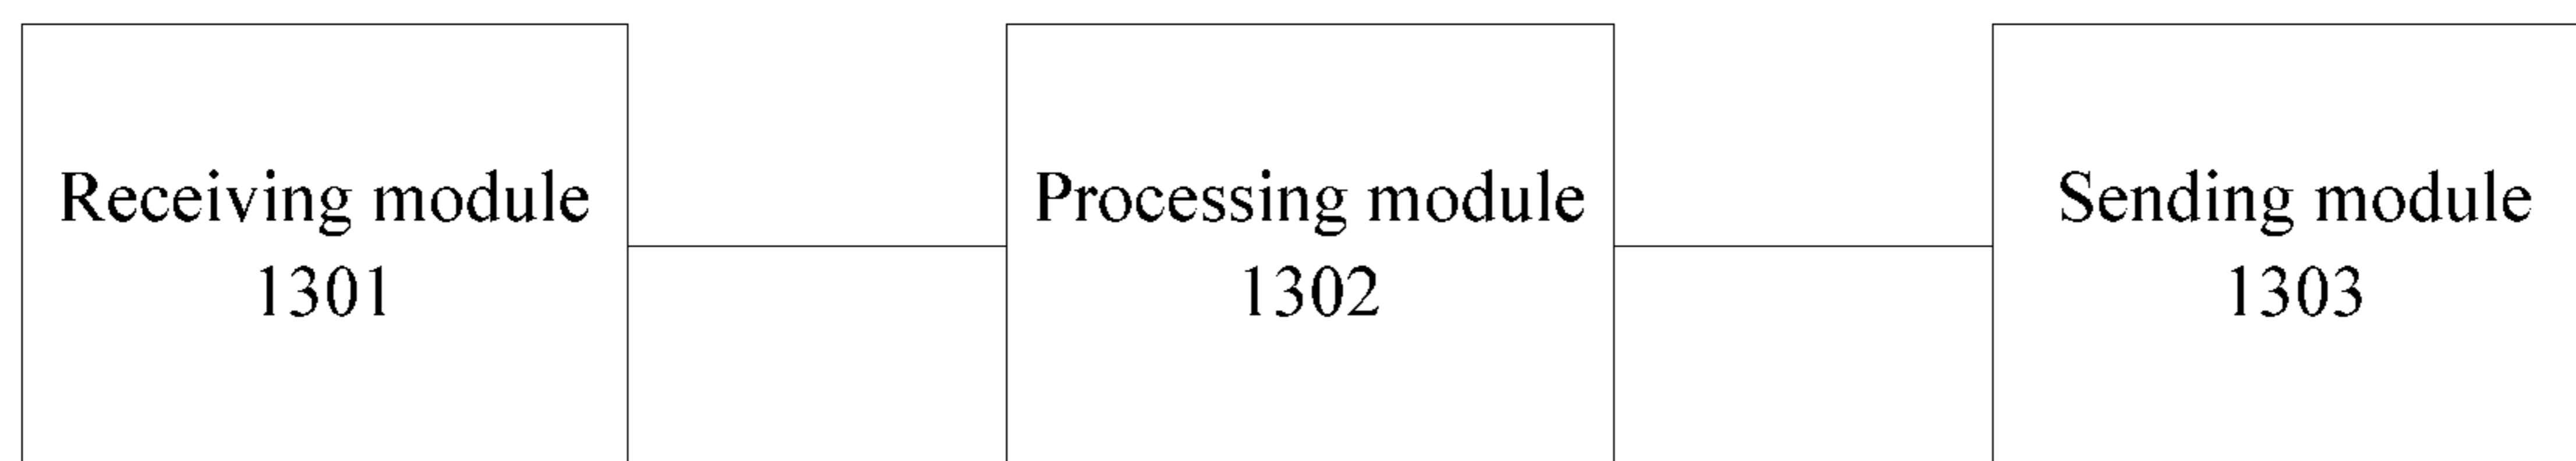 Receiving module
1301
Processing module
1302
Sending module
1303